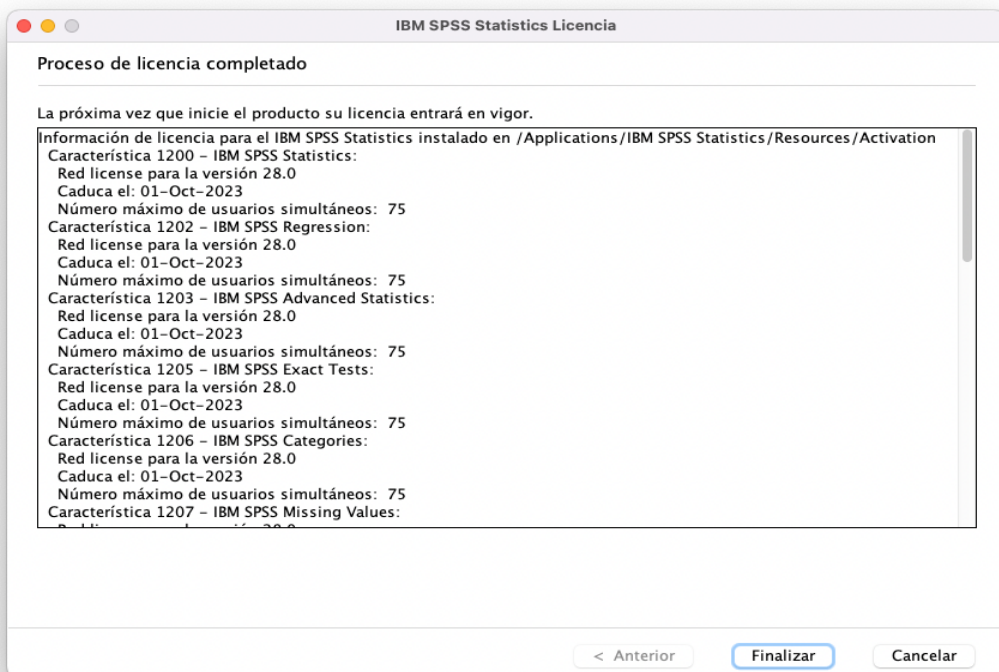 IBM SPSS Statistics Licencia
Proceso de licencia completado
La próxima vez que inicie el producto su licencia entrará en vigor.
Información de licencia para el IBM SPSS Statistics instalado en /Applications/IBM SPSS Statistics/Resources/Activation
Característica 1200 – IBM SPSS Statistics:
Red license para la versión 28.0
Caduca el: 01–Oct–2023
Número máximo de usuarios simultáneos:  75
Característica 1202 – IBM SPSS Regression:
Red license para la versión 28.0
Caduca el: 01–Oct–2023
Número máximo de usuarios simultáneos:  75
Característica 1203 – IBM SPSS Advanced Statistics:
Red license para la versión 28.0
Caduca el: 01–Oct–2023
Número máximo de usuarios simultáneos:  75
Característica 1205 – IBM SPSS Exact Tests:
Red license para la versión 28.0
Caduca el: 01–Oct–2023
Número máximo de usuarios simultáneos:  75
Característica 1206 – IBM SPSS Categories:
Red license para la versión 28.0
Caduca el: 01–Oct–2023
Número máximo de usuarios simultáneos:  75
Característica 1207 – IBM SPSS Missing Values:
< Anterior
Finalizar
Cancelar